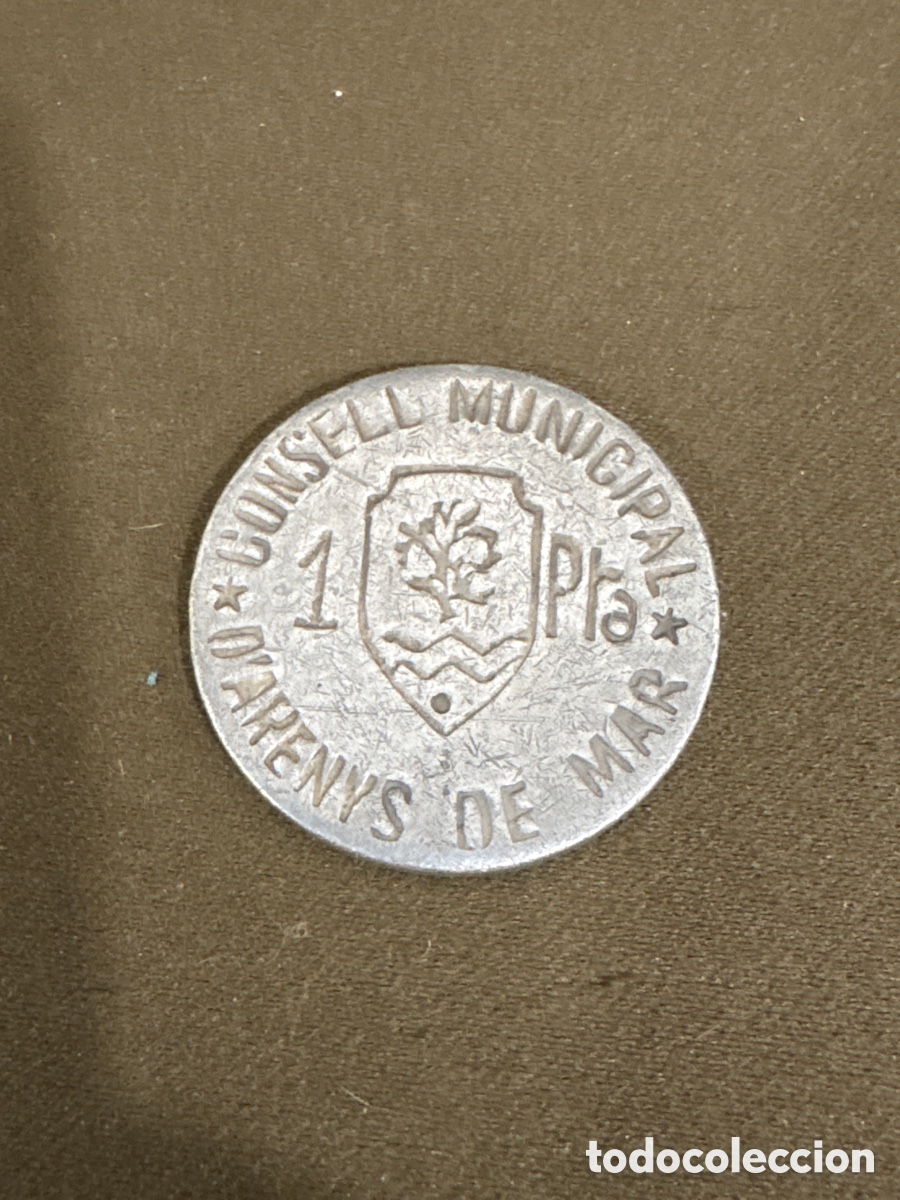 ★ CONSELL MUNICIPAL ★
1 Pta
D'ARENYS DE MAR
todocoleccion